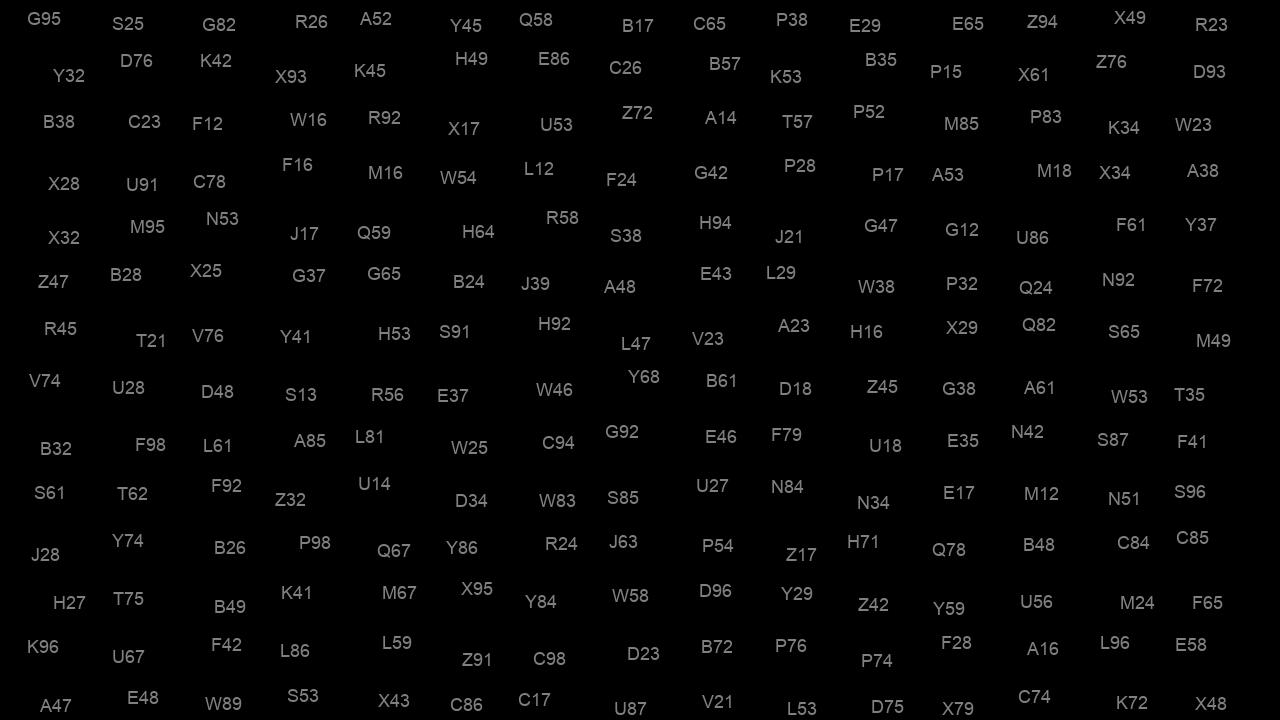 G95 S25 G82 R26 A52 Y45 Q58 B17 C65 P38 E29 E65 Z94 X49 R23
Y32 D76 K42 X93 K45 H49 E86 C26 B57 K53 B35 P15 X61 Z76 D93
B38 C23 F12 W16 R92 X17 U53 Z72 A14 T57 P52 M85 P83 K34 W23
X28 U91 C78 F16 M16 W54 L12 F24 G42 P28 P17 A53 M18 X34 A38
X32 M95 N53 J17 Q59 H64 R58 S38 H94 J21 G47 G12 U86 F61 Y37
Z47 B28 X25 G37 G65 B24 J39 A48 E43 L29 W38 P32 Q24 N92 F72
R45 T21 V76 Y41 H53 S91 H92 L47 V23 A23 H16 X29 Q82 S65 M49
V74 U28 D48 S13 R56 E37 W46 Y68 B61 D18 Z45 G38 A61 W53 T35
B32 F98 L61 A85 L81 W25 C94 G92 E46 F79 U18 E35 N42 S87 F41
S61 T62 F92 Z32 U14 D34 W83 S85 U27 N84 N34 E17 M12 N51 S96
J28 Y74 B26 P98 Q67 Y86 R24 J63 P54 Z17 H71 Q78 B48 C84 C85
H27 T75 B49 K41 M67 X95 Y84 W58 D96 Y29 Z42 Y59 U56 M24 F65
K96 U67 F42 L86 L59 Z91 C98 D23 B72 P76 P74 F28 A16 L96 E58
A47 E48 W89 S53 X43 C86 C17 U87 V21 L53 D75 X79 C74 K72 X48